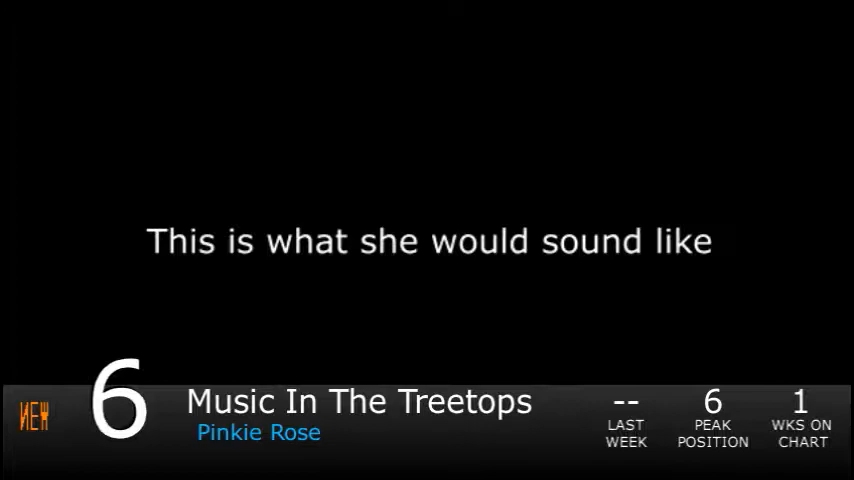 This is what she would sound like
NEW
6
Music In The Treetops
Pinkie Rose
--
LAST
WEEK
6
PEAK
POSITION
1
WKS ON
CHART